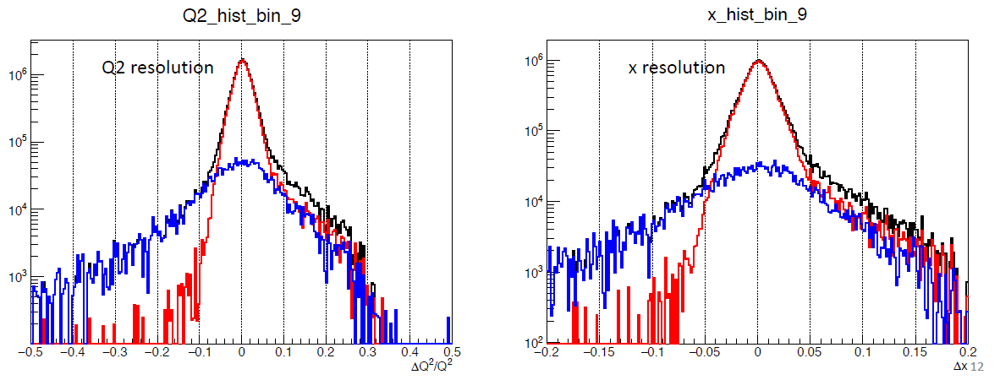 Q2_hist_bin_9
Q2 resolution
10^6
10^5
10^4
10^3
−0.5 −0.4 −0.3 −0.2 −0.1 0 0.1 0.2 0.3 0.4 0.5
ΔQ²/Q²
x_hist_bin_9
x resolution
10^6
10^5
10^4
10^3
10^2
−0.2 −0.15 −0.1 −0.05 0 0.05 0.1 0.15 0.2
Δx 12